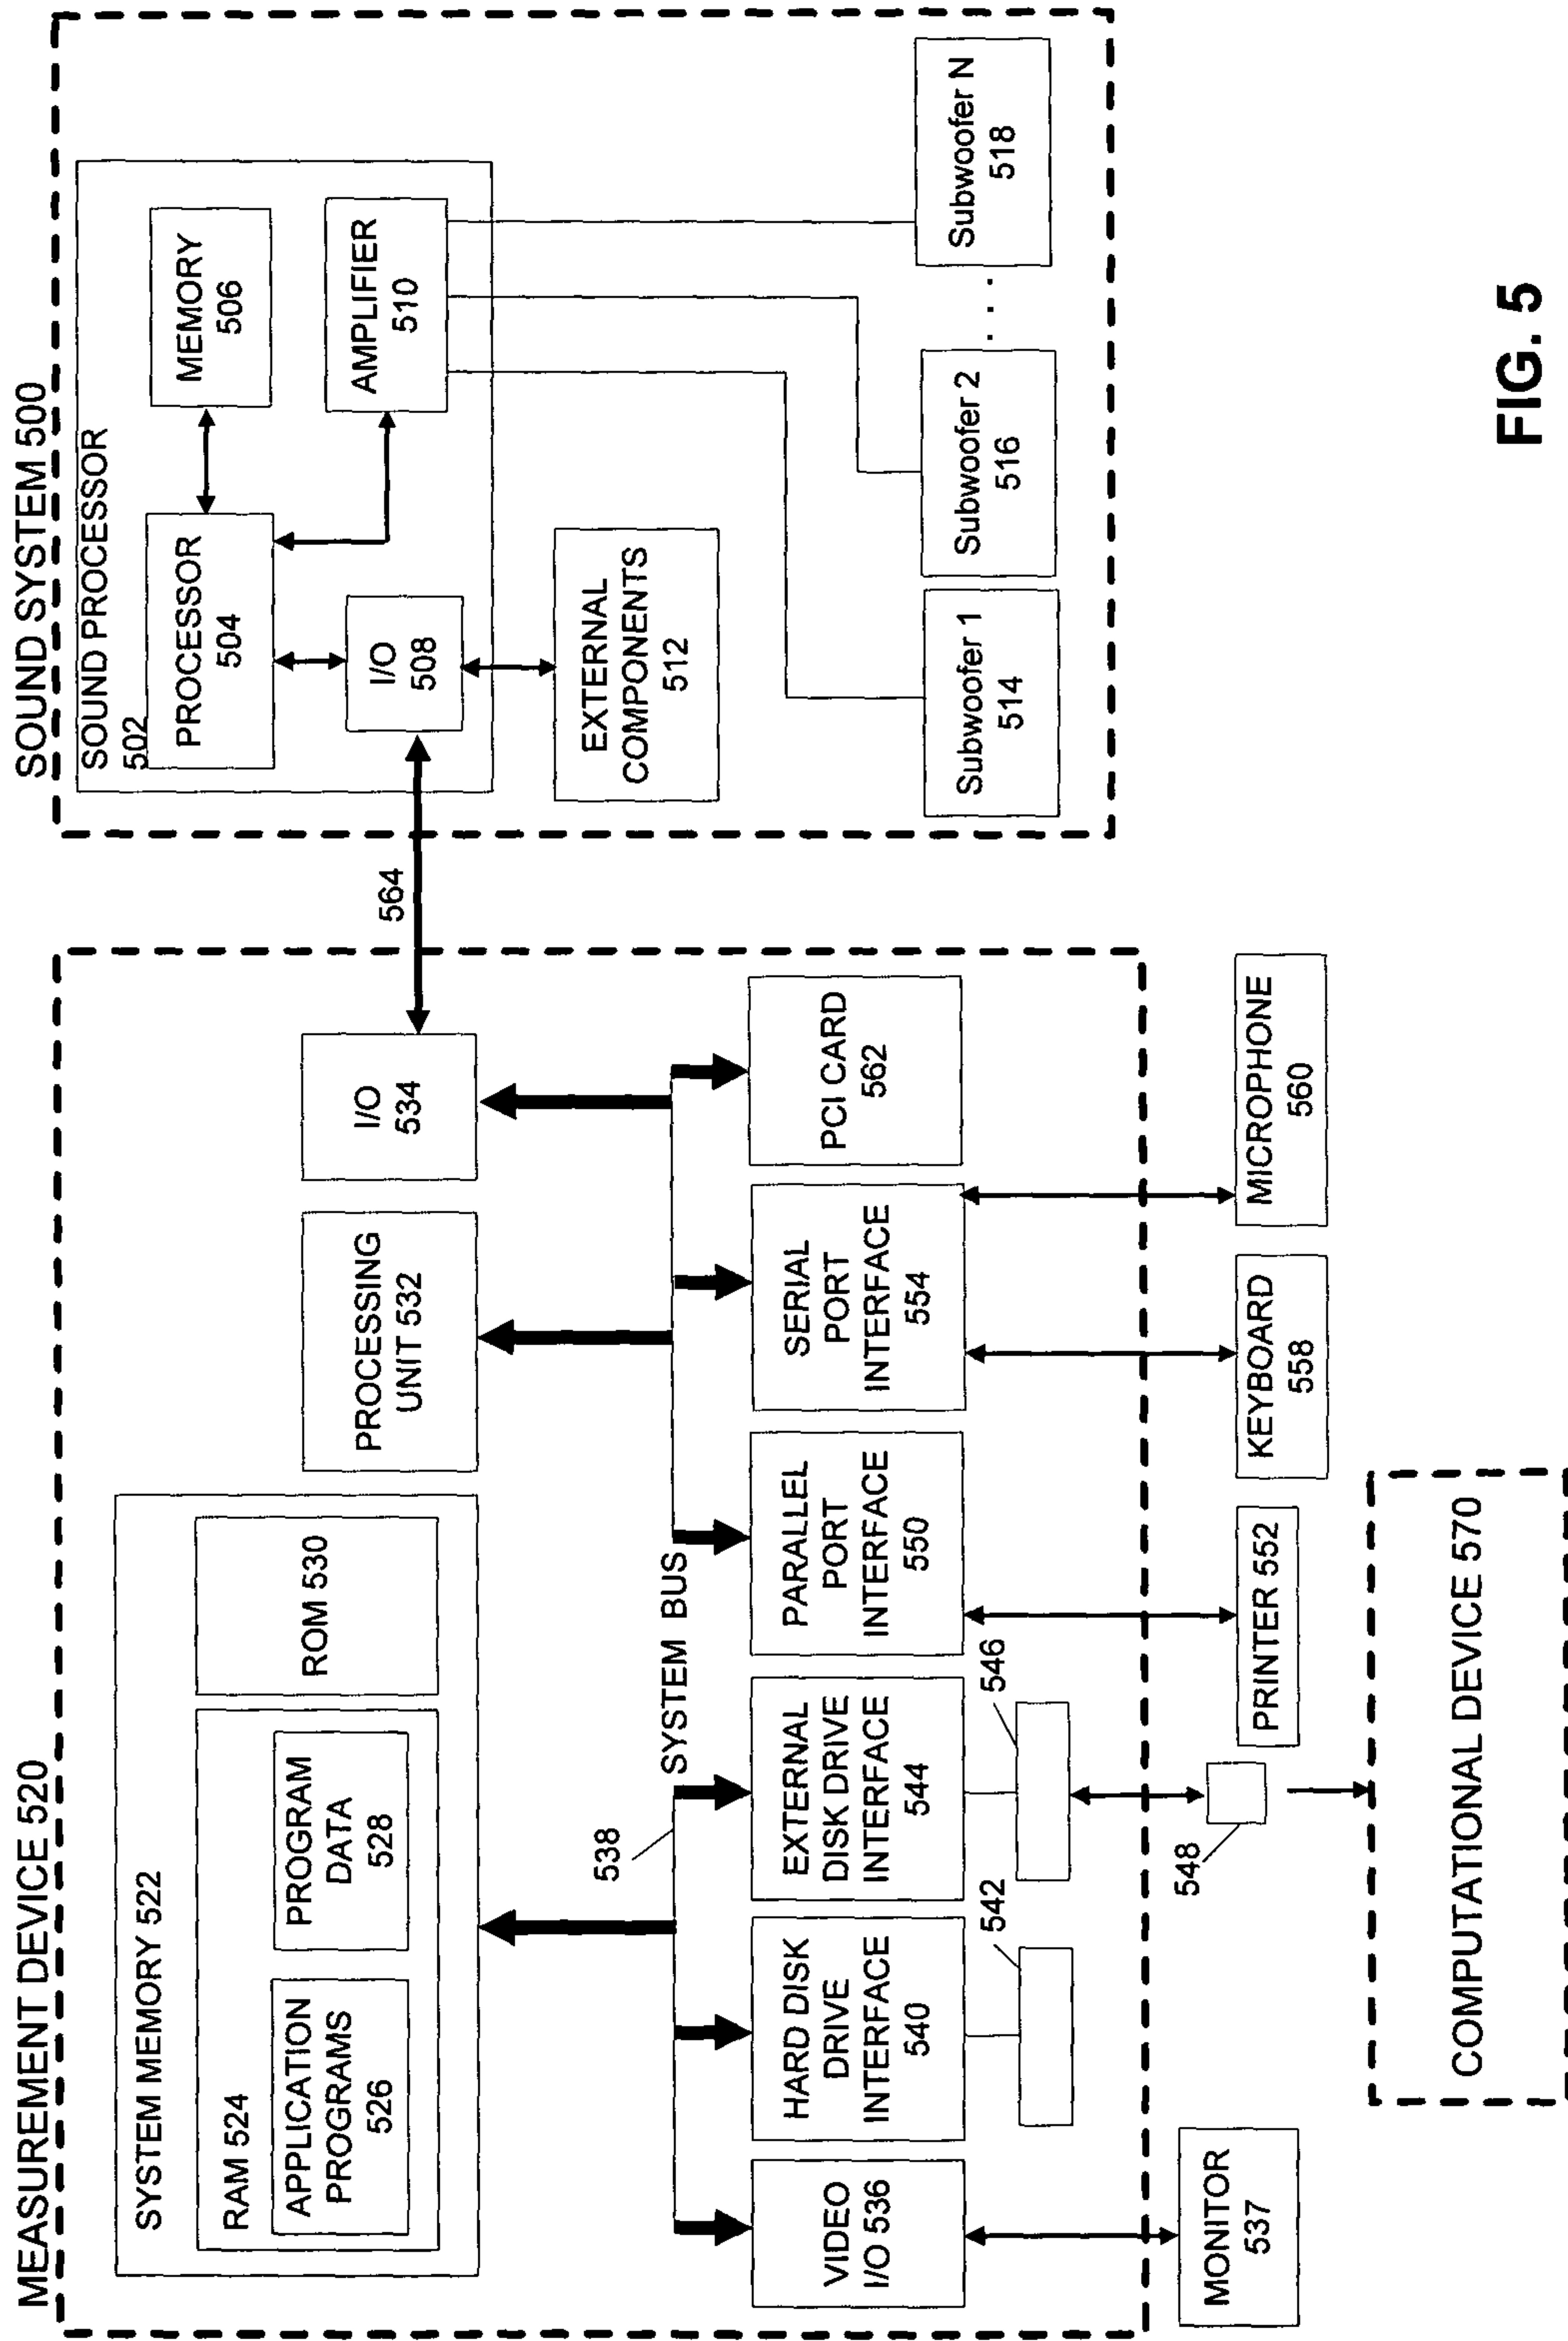 MEASUREMENT DEVICE 520
SYSTEM MEMORY 522
RAM 524
APPLICATION
PROGRAMS
526
PROGRAM
DATA
528
ROM 530
PROCESSING
UNIT 532
I/O
534
538
SYSTEM BUS
VIDEO
I/O 536
HARD DISK
DRIVE
INTERFACE
540
EXTERNAL
DISK DRIVE
INTERFACE
544
PARALLEL
PORT
INTERFACE
550
SERIAL
PORT
INTERFACE
554
PCI CARD
562
542
546
548
MONITOR
537
PRINTER 552
KEYBOARD
558
MICROPHONE
560
COMPUTATIONAL DEVICE 570
564
SOUND SYSTEM 500
SOUND PROCESSOR
502
PROCESSOR
504
MEMORY
506
I/O
508
AMPLIFIER
510
EXTERNAL
COMPONENTS
512
Subwoofer 1
514
Subwoofer 2
516
. . .
Subwoofer N
518
FIG. 5